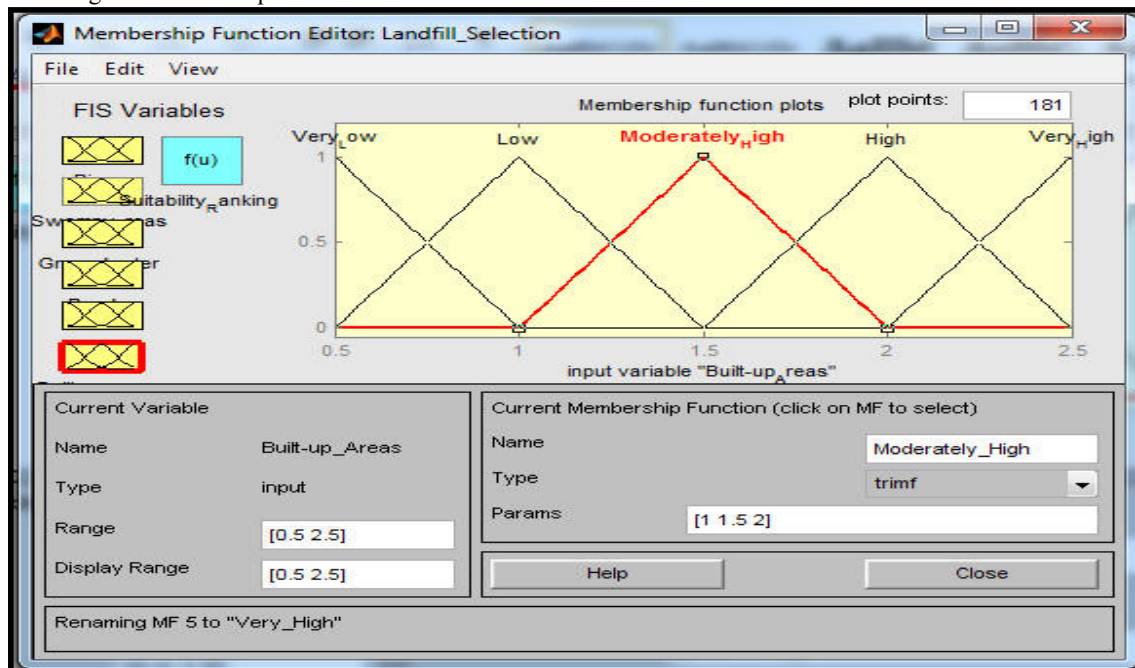 Membership Function Editor: Landfill_Selection
File Edit View
FIS Variables
f(u)
Suitability_Ranking
Membership function plots
plot points: 181
Very_Low Low Moderately_High High Very_High
1
0.5
0
0.5 1 1.5 2 2.5
input variable "Built-up_Areas"
Current Variable
Name Built-up_Areas
Type input
Range [0.5 2.5]
Display Range [0.5 2.5]
Current Membership Function (click on MF to select)
Name Moderately_High
Type trimf
Params [1 1.5 2]
Help Close
Renaming MF 5 to "Very_High"